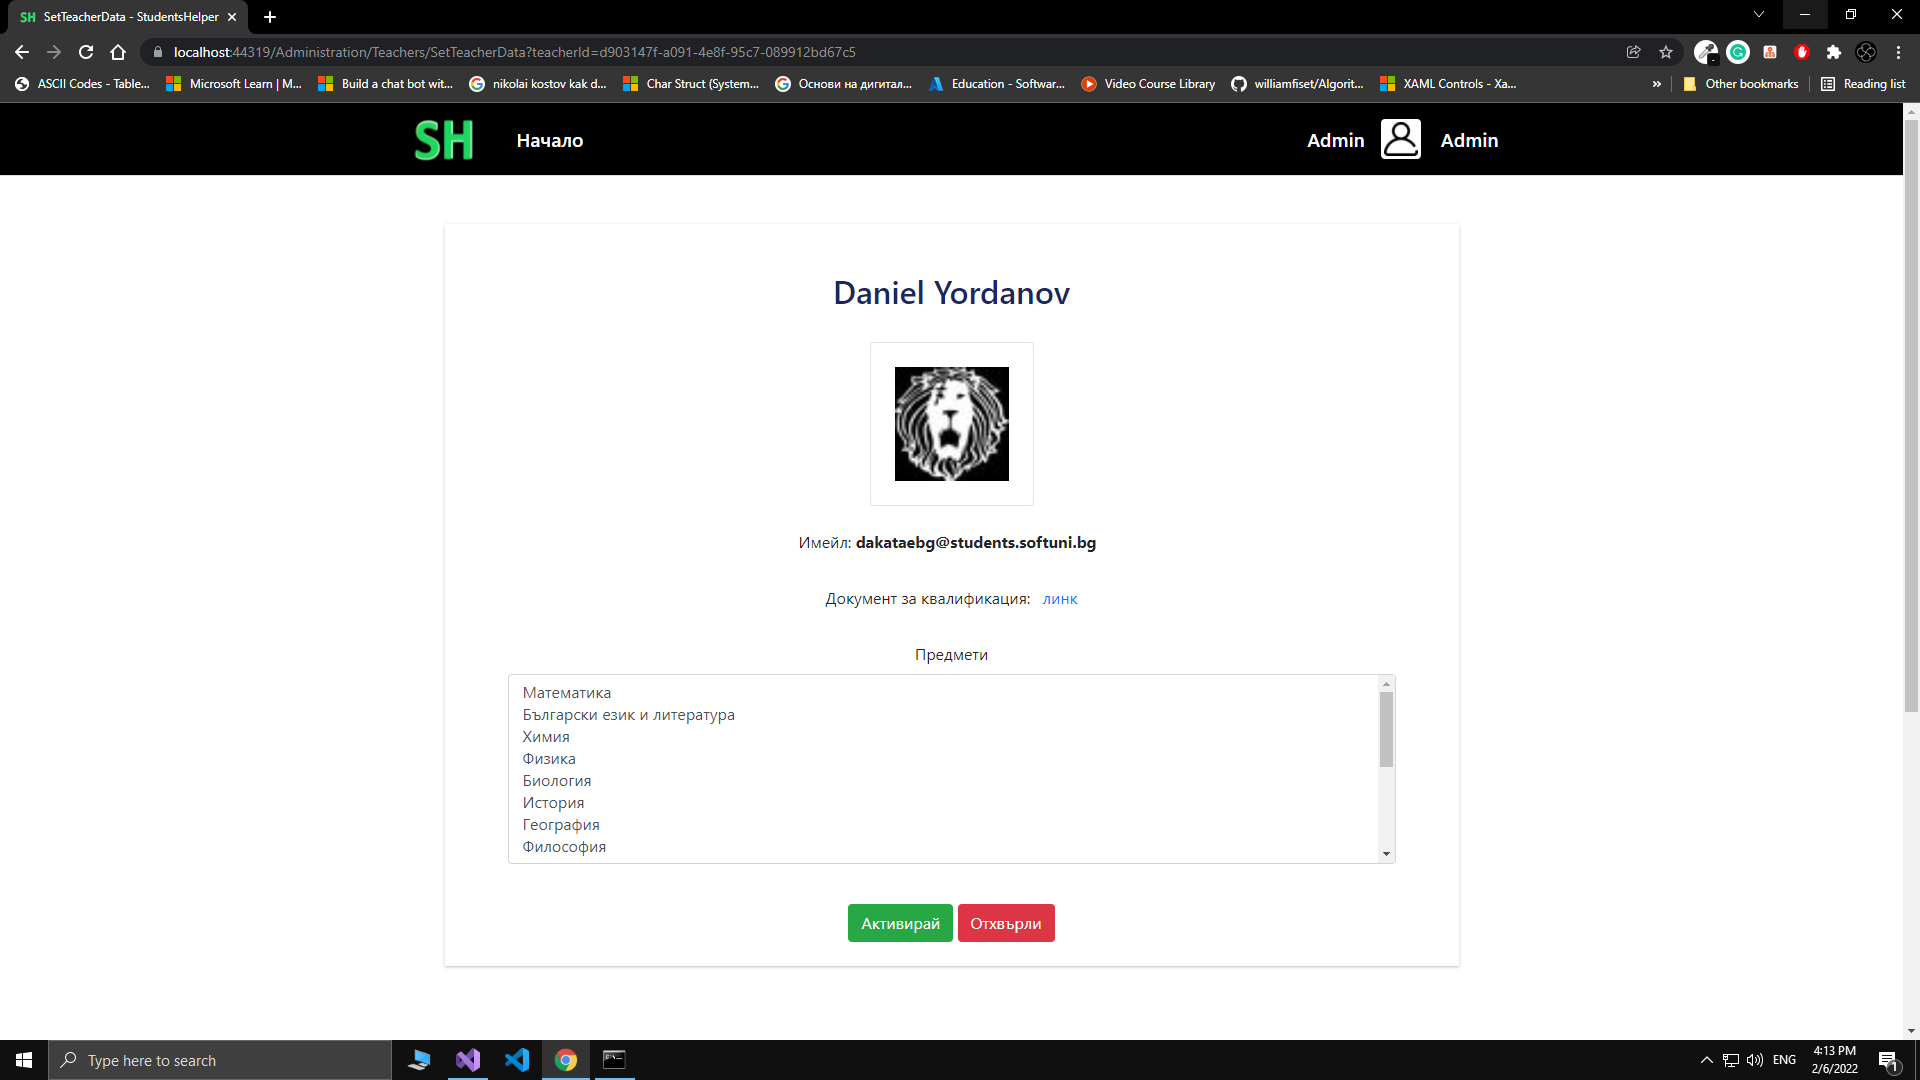 SH SetTeacherData - StudentsHelper
localhost:44319/Administration/Teachers/SetTeacherData?teacherId=d903147f-a091-4e8f-95c7-089912bd67c5
ASCII Codes - Table... Microsoft Learn | M... Build a chat bot wit... nikolai kostov kak d... Char Struct (System... Основи на дигитал... Education - Softwar... Video Course Library williamfiset/Algorit... XAML Controls - Xa... » Other bookmarks Reading list
SH Начало Admin Admin
Daniel Yordanov
Имейл: dakataebg@students.softuni.bg
Документ за квалификация: линк
Предмети
Математика
Български език и литература
Химия
Физика
Биология
История
География
Философия
Активирай Отхвърли
Type here to search
ENG
4:13 PM
2/6/2022
1